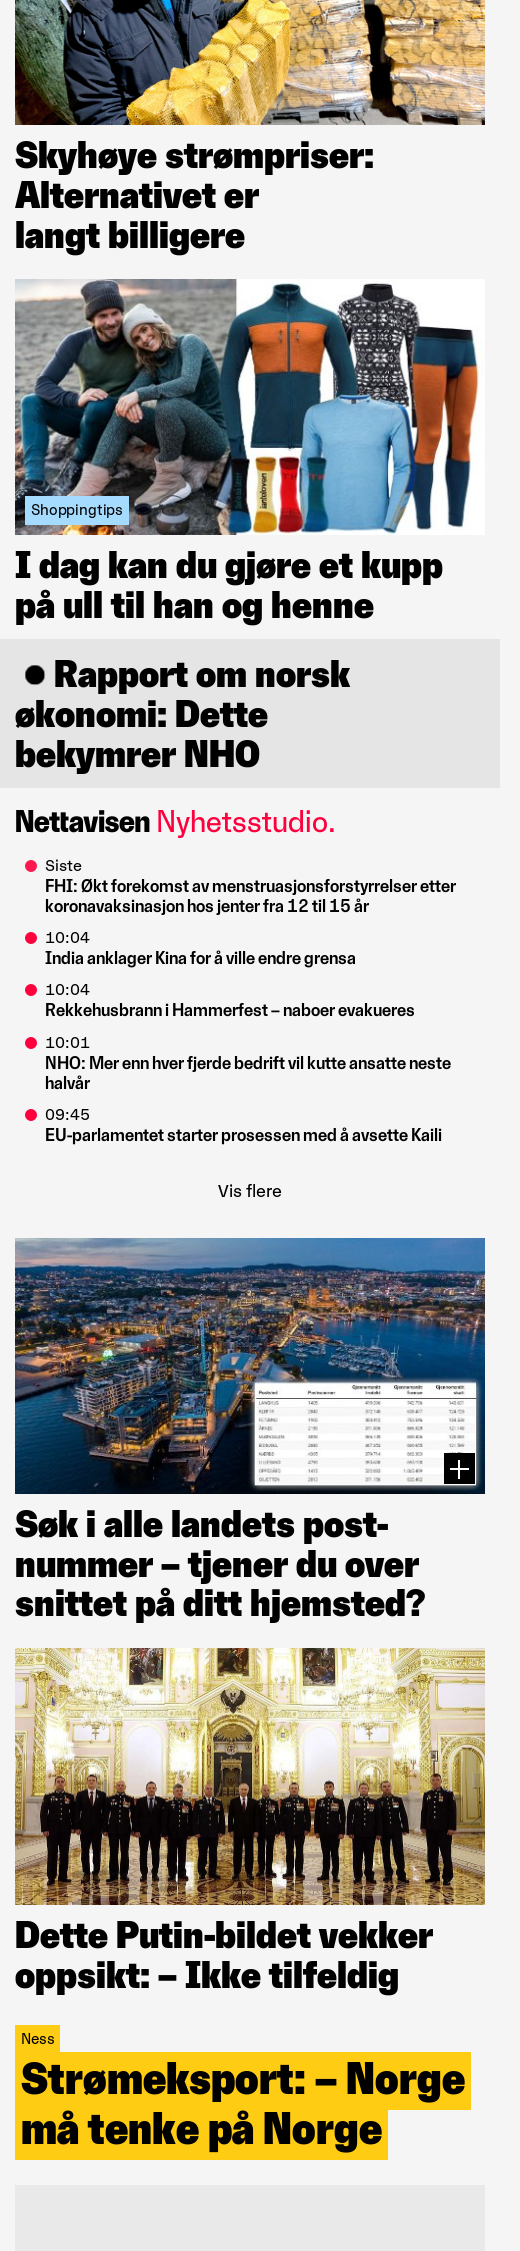 Skyhøye strømpriser:
Alternativet er
langt billigere
Shoppingtips
I dag kan du gjøre et kupp
på ull til han og henne
Rapport om norsk
økonomi: Dette
bekymrer NHO
Nettavisen Nyhetsstudio.
Siste
FHI: Økt forekomst av menstruasjonsforstyrrelser etter
koronavaksinasjon hos jenter fra 12 til 15 år
10:04
India anklager Kina for å ville endre grensa
10:04
Rekkehusbrann i Hammerfest – naboer evakueres
10:01
NHO: Mer enn hver fjerde bedrift vil kutte ansatte neste
halvår
09:45
EU-parlamentet starter prosessen med å avsette Kaili
Vis flere
Søk i alle landets post-
nummer – tjener du over
snittet på ditt hjemsted?
Dette Putin-bildet vekker
oppsikt: – Ikke tilfeldig
Ness
Strømeksport: – Norge
må tenke på Norge